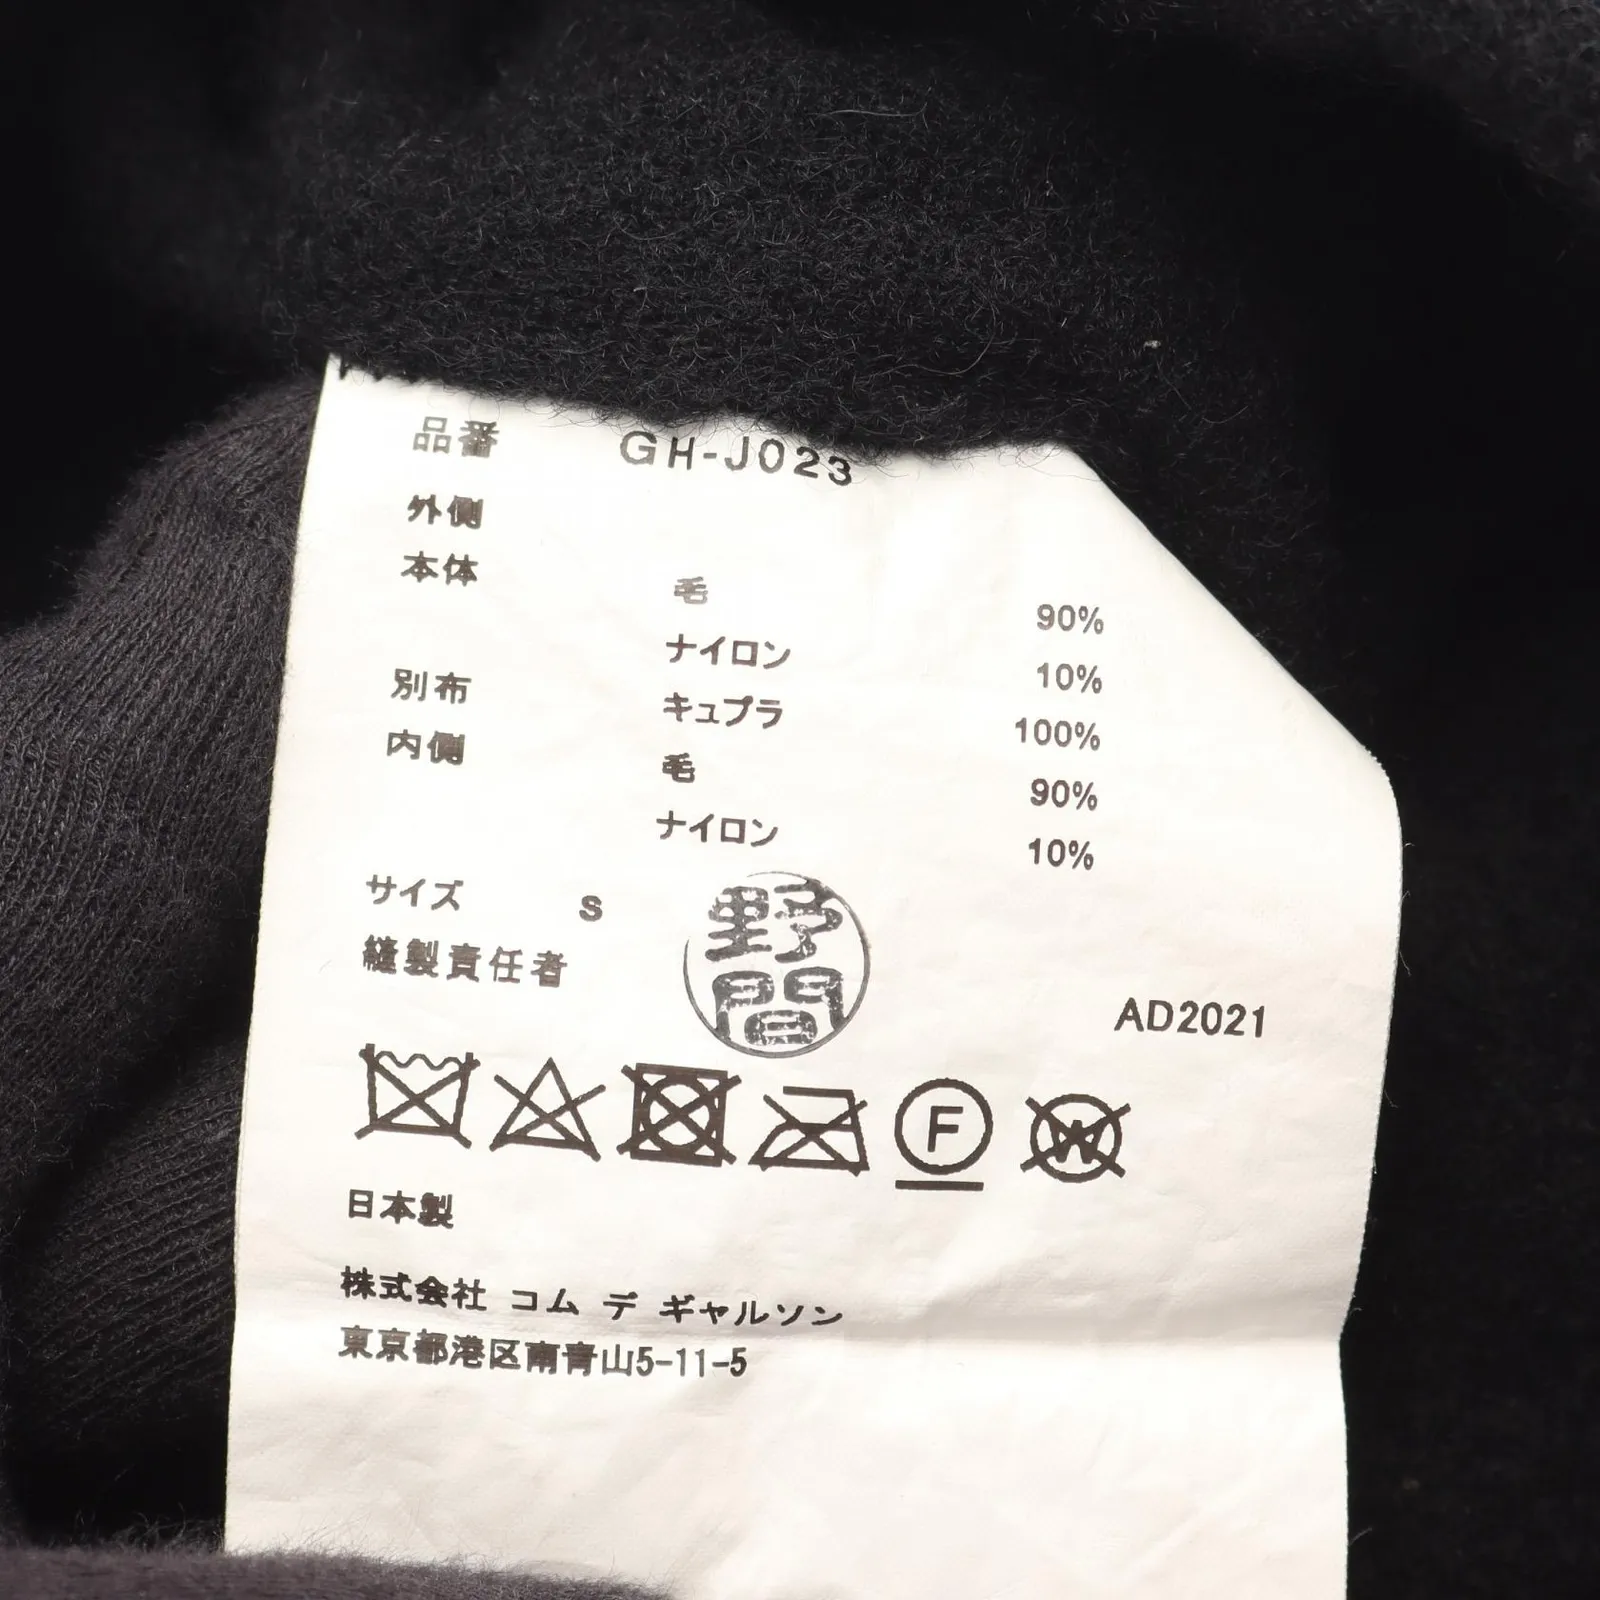 品番 GH-J023
外側
本体 毛 90%
ナイロン 10%
別布 キュプラ 100%
内側 毛 90%
ナイロン 10%
サイズ S
縫製責任者 野間
AD2021
F W
日本製
株式会社 コム デ ギャルソン
東京都港区南青山5-11-5